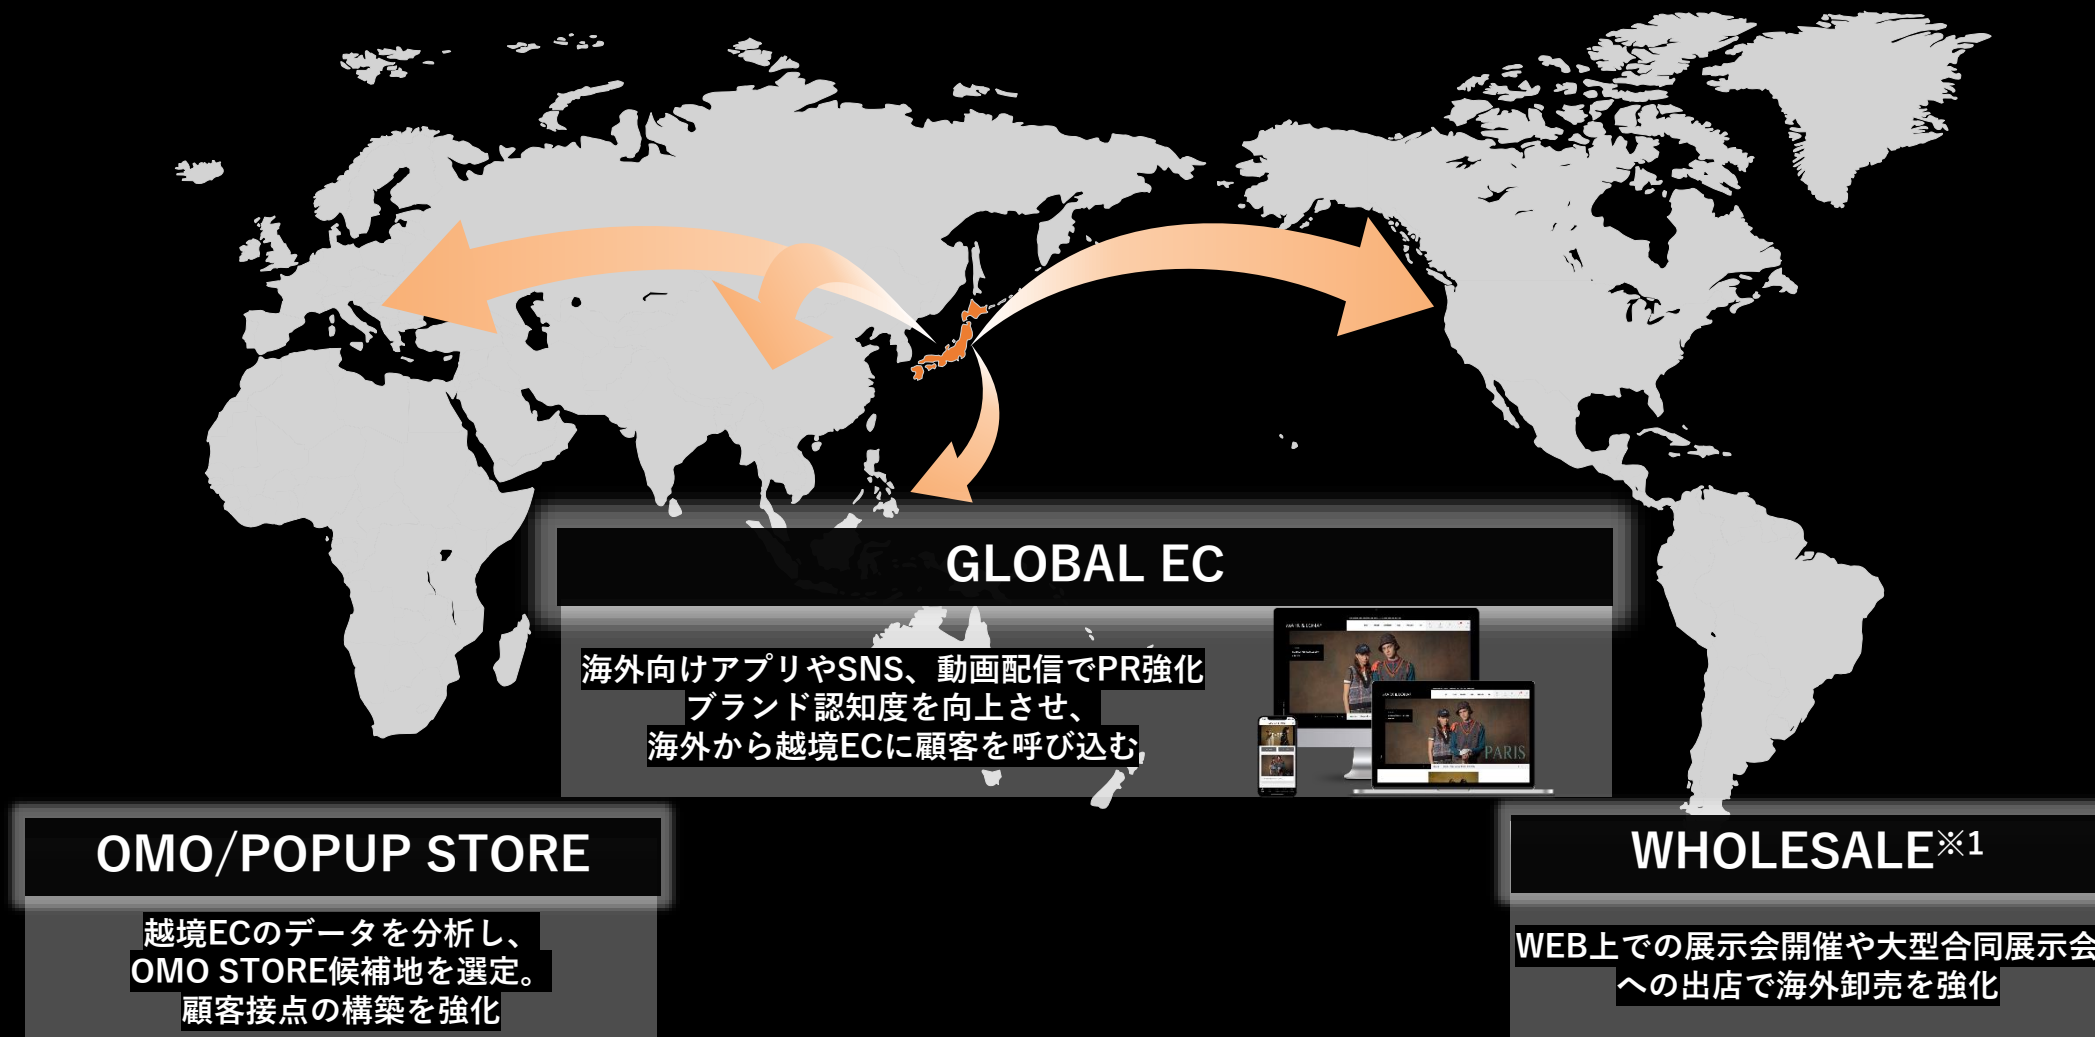 GLOBAL EC
海外向けアプリやSNS、動画配信でPR強化
ブランド認知度を向上させ、
海外から越境ECに顧客を呼び込む
PARIS
OMO/POPUP STORE
越境ECのデータを分析し、
OMO STORE候補地を選定。
顧客接点の構築を強化
WHOLESALE※1
WEB上での展示会開催や大型合同展示会
への出店で海外卸売を強化